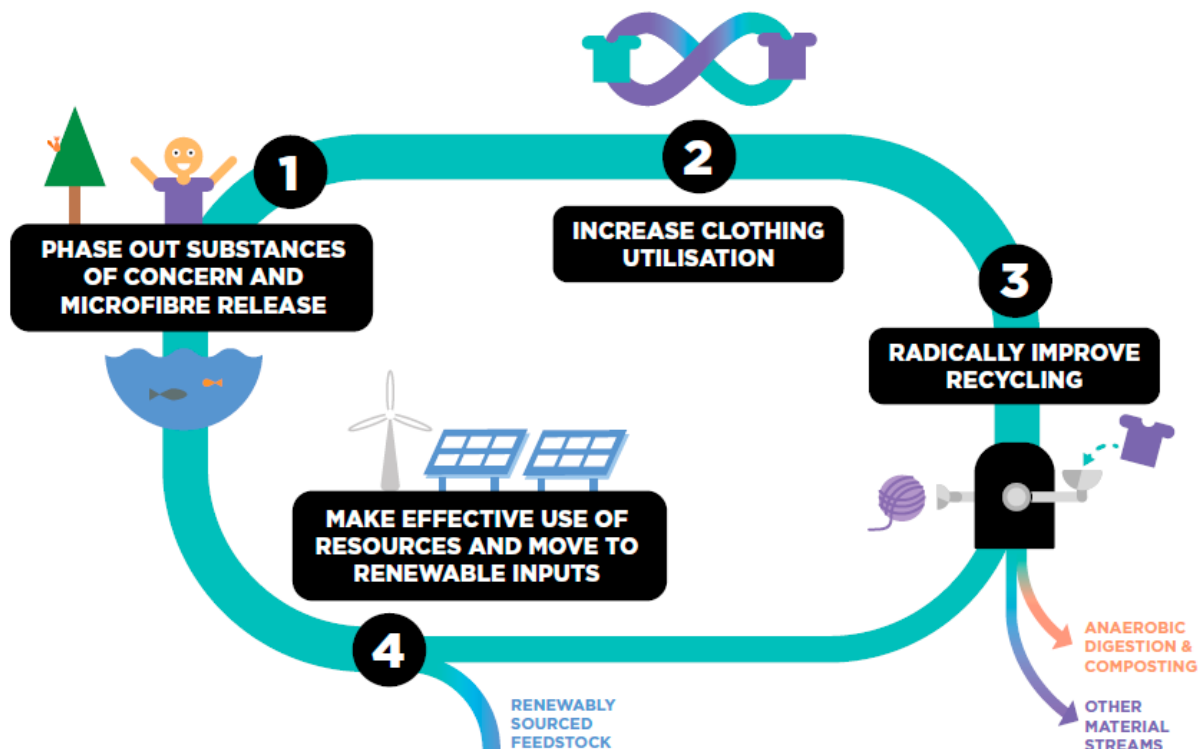 1
PHASE OUT SUBSTANCES
OF CONCERN AND
MICROFIBRE RELEASE
2
INCREASE CLOTHING
UTILISATION
3
RADICALLY IMPROVE
RECYCLING
MAKE EFFECTIVE USE OF
RESOURCES AND MOVE TO
RENEWABLE INPUTS
4
RENEWABLY
SOURCED
FEEDSTOCK
ANAEROBIC
DIGESTION &
COMPOSTING
OTHER
MATERIAL
STREAMS